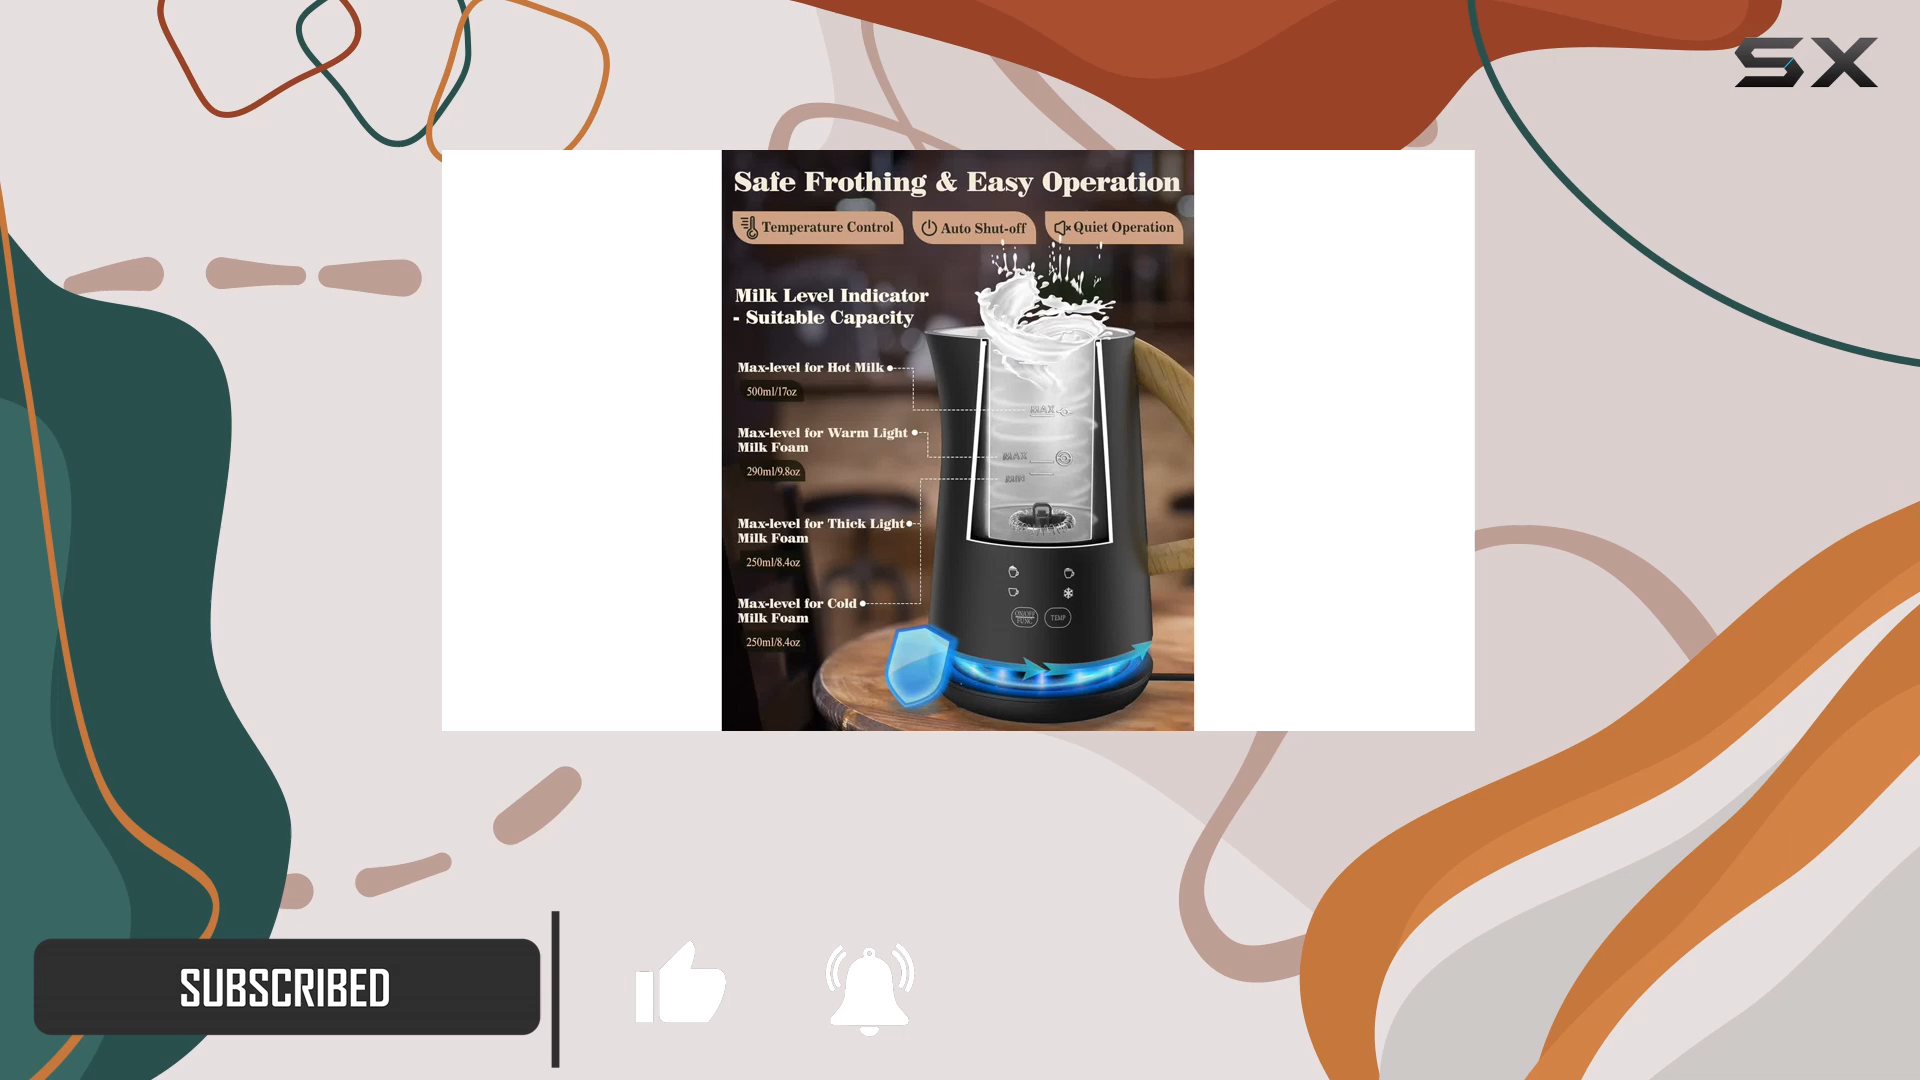 SX
Safe Frothing & Easy Operation
Temperature Control
Auto Shut-off
Quiet Operation
Milk Level Indicator
- Suitable Capacity
Max-level for Hot Milk
500ml/17oz
Max-level for Warm Light
Milk Foam
290ml/9.8oz
Max-level for Thick Light
Milk Foam
250ml/8.4oz
Max-level for Cold
Milk Foam
250ml/8.4oz
MAX
MAX
MIN
ON/OFF
FUNC
TEMP
SUBSCRIBED